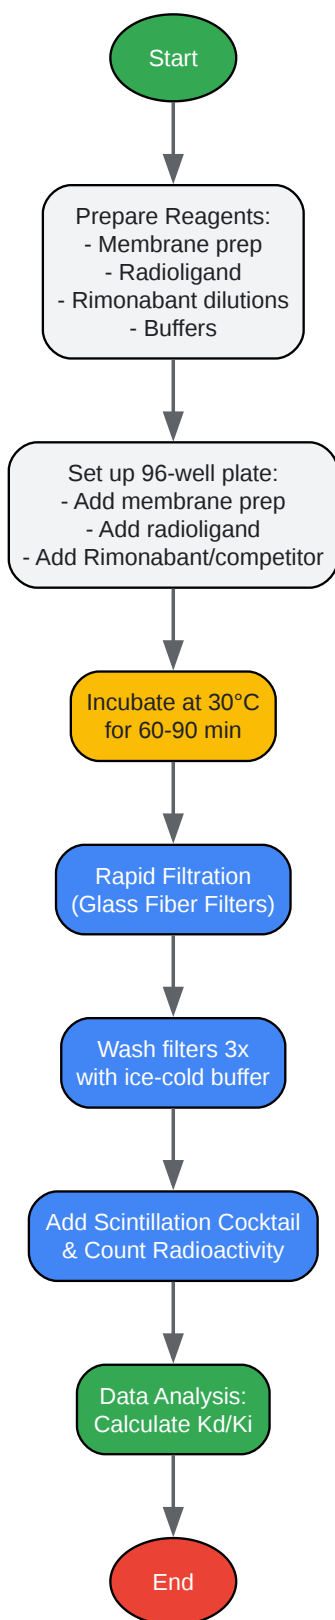 Start
Prepare Reagents:
- Membrane prep
- Radioligand
- Rimonabant dilutions
- Buffers
Set up 96-well plate:
- Add membrane prep
- Add radioligand
- Add Rimonabant/competitor
Incubate at 30°C
for 60-90 min
Rapid Filtration
(Glass Fiber Filters)
Wash filters 3x
with ice-cold buffer
Add Scintillation Cocktail
& Count Radioactivity
Data Analysis:
Calculate Kd/Ki
End